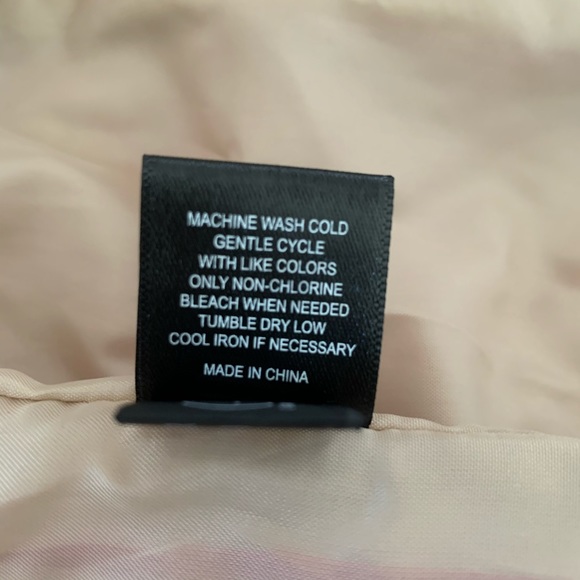 MACHINE WASH COLD
GENTLE CYCLE
WITH LIKE COLORS
ONLY NON-CHLORINE
BLEACH WHEN NEEDED
TUMBLE DRY LOW
COOL IRON IF NECESSARY
MADE IN CHINA